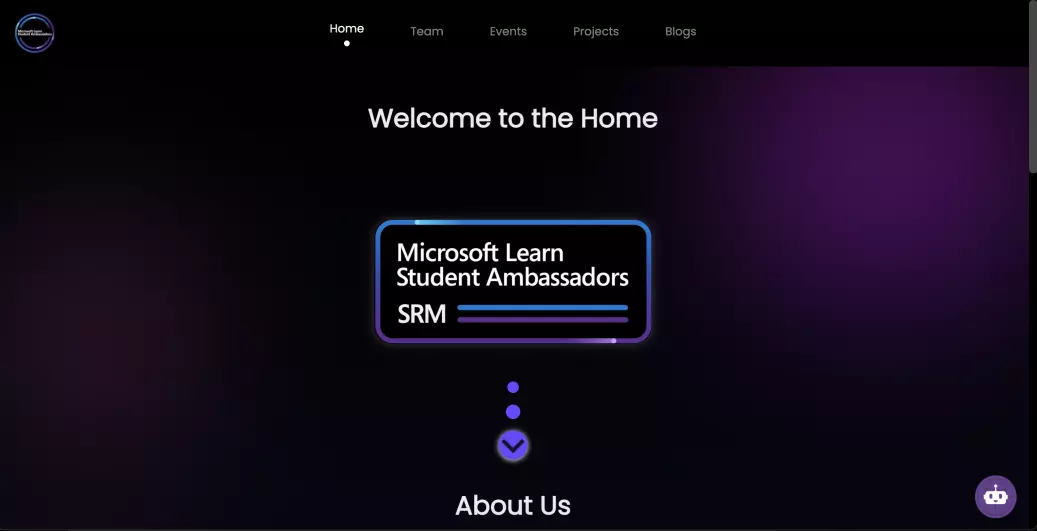 Microsoft Learn
Student Ambassadors
Home
Team
Events
Projects
Blogs
Welcome to the Home
Microsoft Learn
Student Ambassadors
SRM
About Us